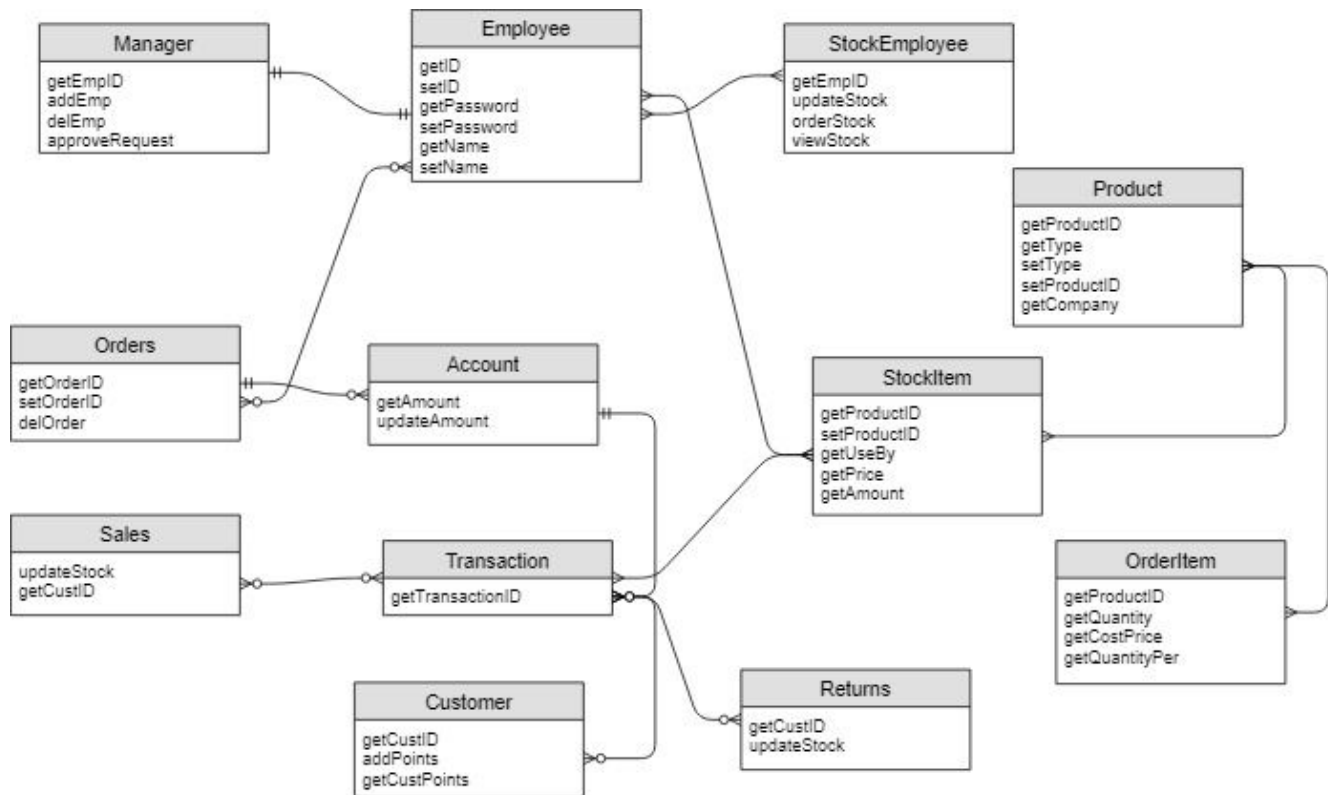 Manager
getEmpID
addEmp
delEmp
approveRequest
Employee
getID
setID
getPassword
setPassword
getName
setName
StockEmployee
getEmpID
updateStock
orderStock
viewStock
Product
getProductID
getType
setType
setProductID
getCompany
Orders
getOrderID
setOrderID
delOrder
Account
getAmount
updateAmount
StockItem
getProductID
setProductID
getUseBy
getPrice
getAmount
Sales
updateStock
getCustID
Transaction
getTransactionID
OrderItem
getProductID
getQuantity
getCostPrice
getQuantityPer
Customer
getCustID
addPoints
getCustPoints
Returns
getCustID
updateStock